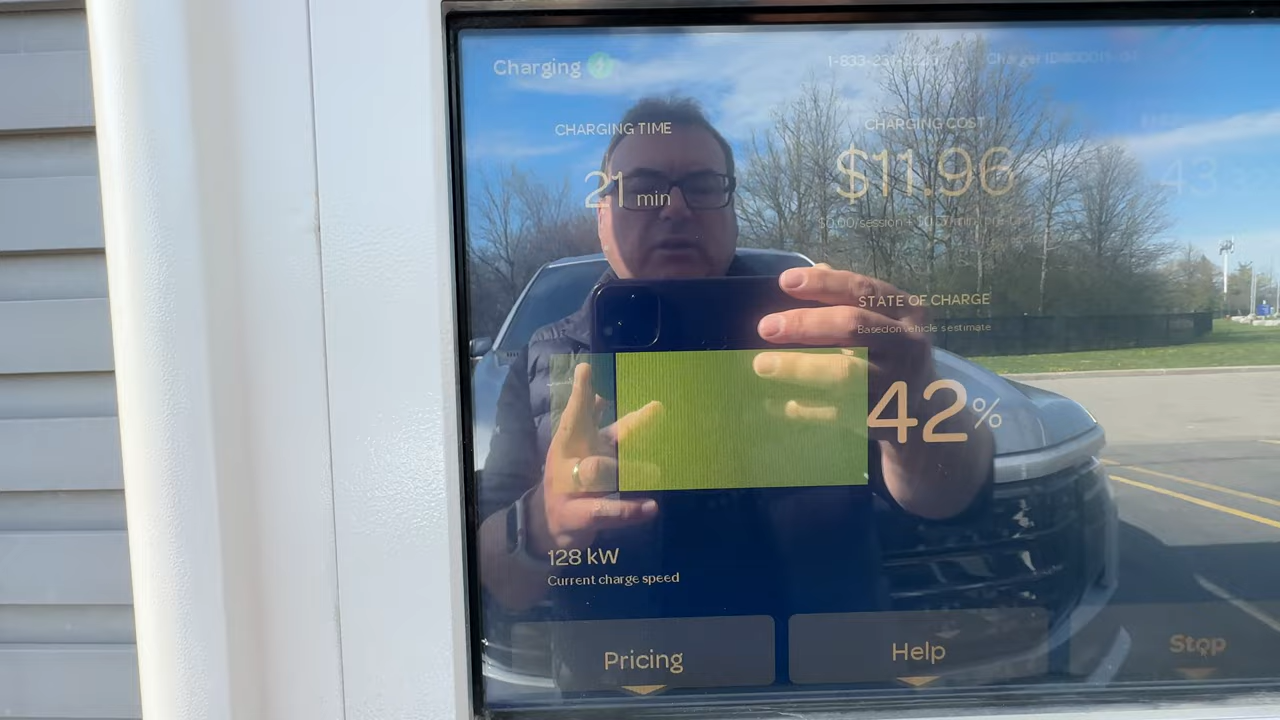 Charging
CHARGING TIME
21 min
CHARGING COST
$11.96
43
STATE OF CHARGE
Based on vehicle's estimate
42%
128 kW
Current charge speed
Pricing
Help
Stop